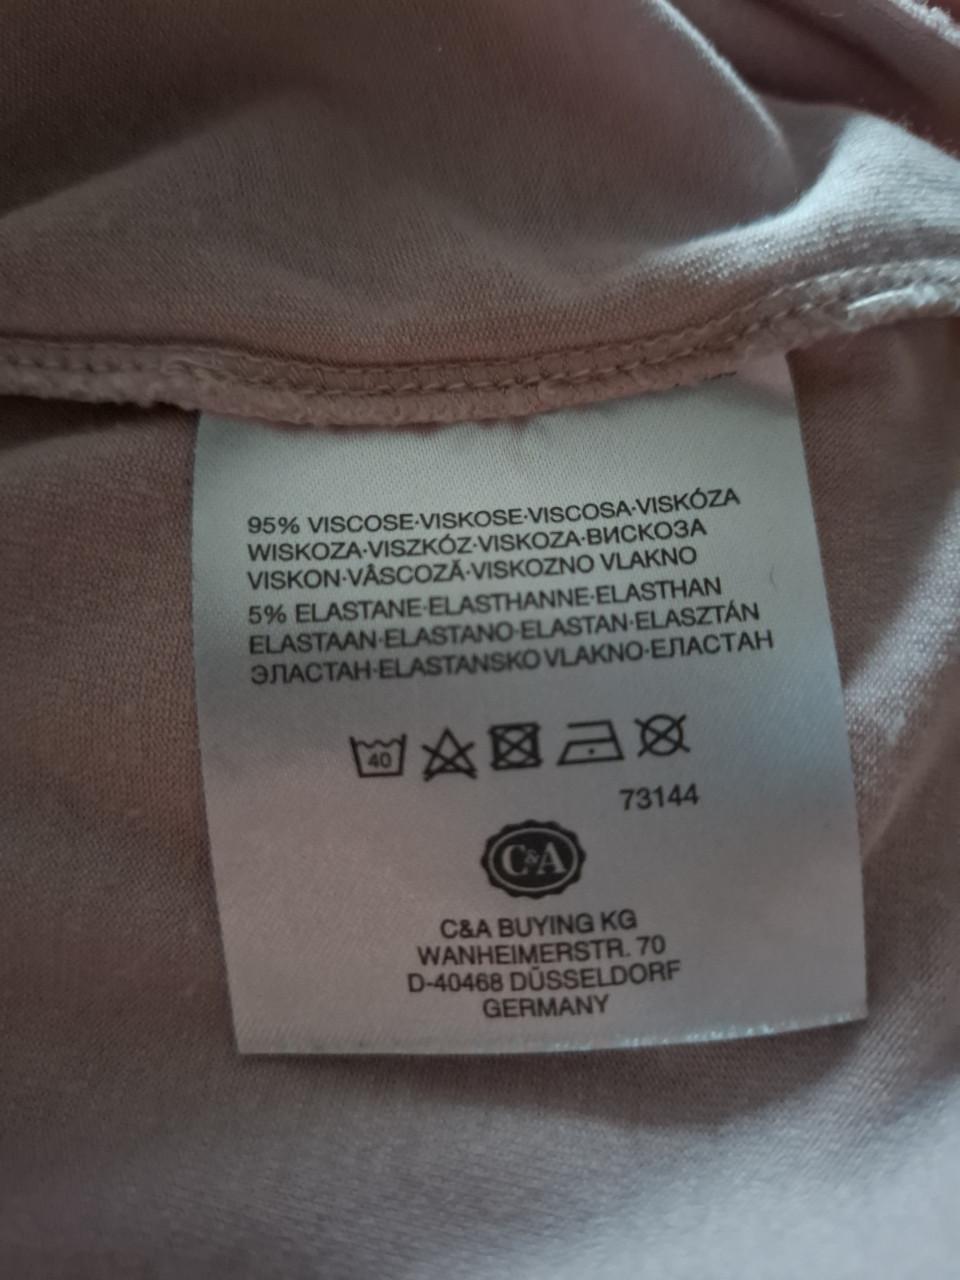 95% VISCOSE·VISKOSE·VISCOSA·VISKÓZA
WISKOZA·VISZKÓZ·VISKOZA·ВИСКОЗА
VISKON·VÂSCOZĂ·VISKOZNO VLAKNO
5% ELASTANE·ELASTHANNE·ELASTHAN
ELASTAAN·ELASTANO·ELASTAN·ELASZTÁN
ЭЛАСТАН·ELASTANSKO VLAKNO·ЕЛАСТАН
40
73144
C&A
C&A BUYING KG
WANHEIMERSTR. 70
D-40468 DÜSSELDORF
GERMANY